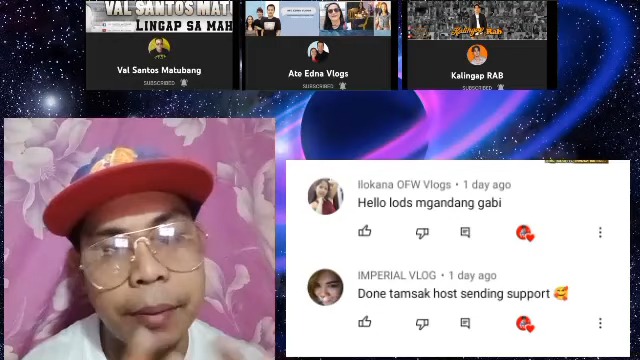 VAL SANTOS MATU
LINGAP SA MAH
Val Santos Matubang
SUBSCRIBED
Ate Edna Vlogs
SUBSCRIBED
Kalingap RAB
Kalingap RAB
SUBSCRIBED
Ilokana OFW Vlogs • 1 day ago
Hello lods mgandang gabi
IMPERIAL VLOG • 1 day ago
Done tamsak host sending support 🥰